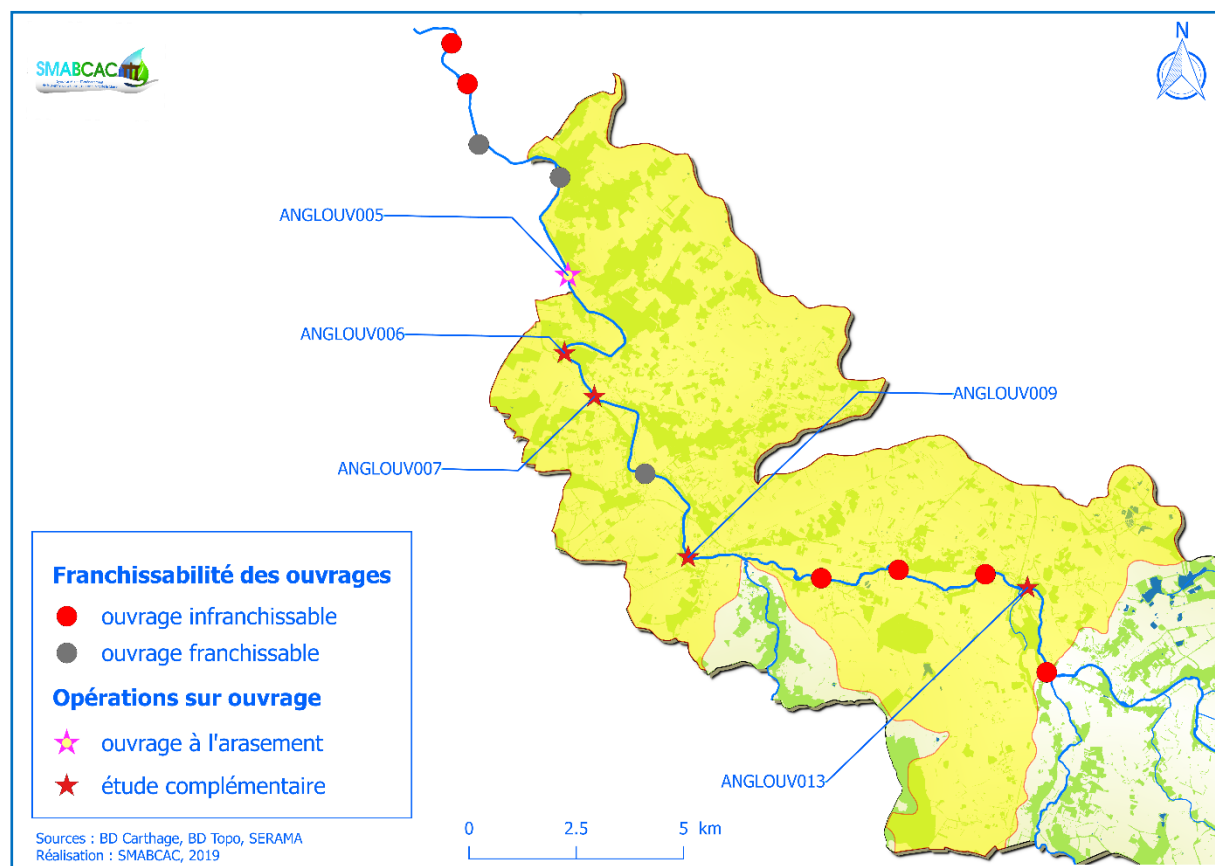 SMABCAC
N
ANGLOUV005
ANGLOUV006
ANGLOUV009
ANGLOUV007
ANGLOUV013
Franchissabilité des ouvrages
ouvrage infranchissable
ouvrage franchissable
Opérations sur ouvrage
ouvrage à l'arasement
étude complémentaire
Sources : BD Carthage, BD Topo, SERAMA
Réalisation : SMABCAC, 2019
0 2.5 5 km